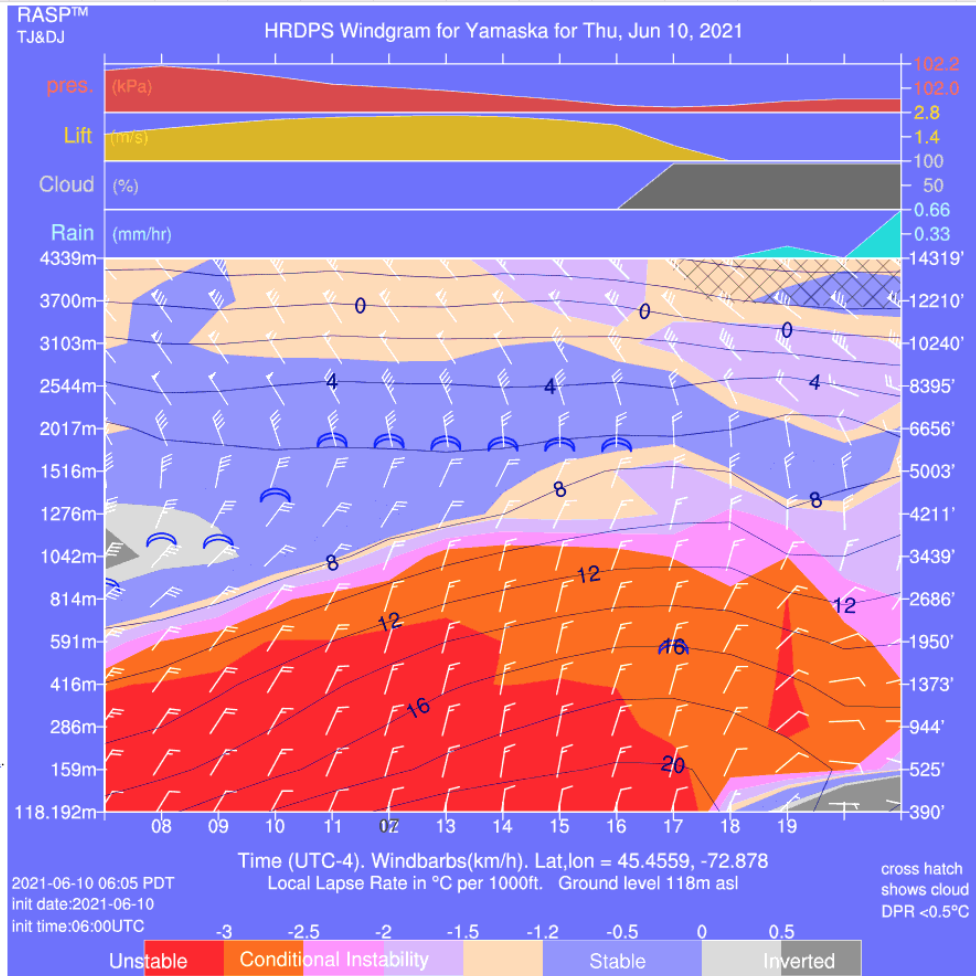 RASP™
TJ&DJ
HRDPS Windgram for Yamaska for Thu, Jun 10, 2021
pres. (kPa) 102.2
102.0
2.8
Lift (m/s) 1.4
100
Cloud (%) 50
0.66
Rain (mm/hr) 0.33
4339m 14319'
3700m 0 0 12210'
0
3103m 10240'
2544m 4 4 4 8395'
2017m 6656'
1516m 5003'
8 8
1276m 4211'
1042m 8 3439'
12
814m 12 2686'
12
591m 16 1950'
416m 1373'
16
286m 944'
159m 20 525'
118.192m 390'
08 09 10 11 13 14 15 16 17 18 19
Time (UTC-4). Windbarbs(km/h). Lat,lon = 45.4559, -72.878
2021-06-10 06:05 PDT Local Lapse Rate in ºC per 1000ft. Ground level 118m asl cross hatch
init date:2021-06-10 shows cloud
init time:06:00UTC DPR <0.5ºC
-3 -2.5 -2 -1.5 -1.2 -0.5 0 0.5
Unstable Conditional Instability Stable Inverted